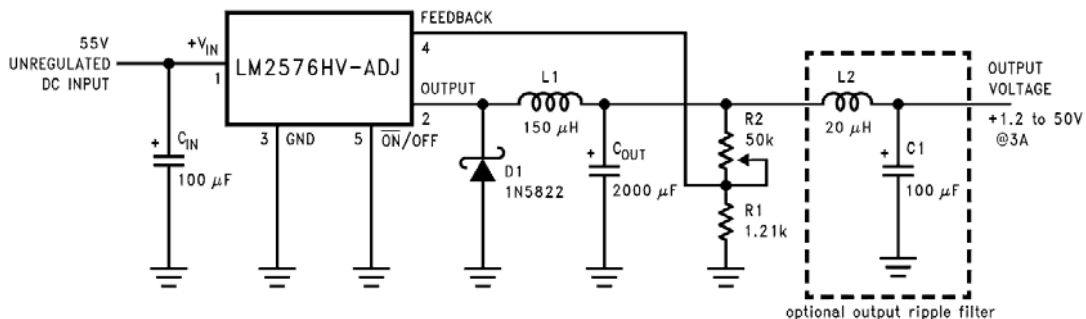 FEEDBACK
55V
UNREGULATED
DC INPUT
+V_IN
1
LM2576HV-ADJ
4
OUTPUT
2
L1
150 μH
L2
20 μH
OUTPUT
VOLTAGE
+1.2 to 50V
@3A
3 GND
5 O̅N̅/OFF
+ C_IN
100 μF
D1
1N5822
+ C_OUT
2000 μF
R2
50k
R1
1.21k
+ C1
100 μF
optional output ripple filter